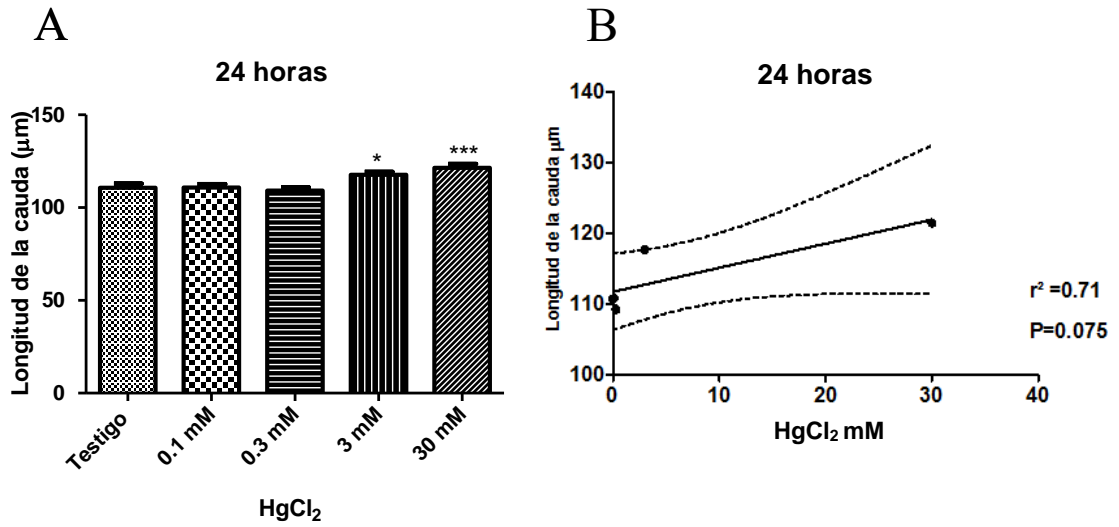 A
24 horas
Longitud de la cauda (μm)
150
100
50
0
*
***
Testigo
0.1 mM
0.3 mM
3 mM
30 mM
HgCl₂
B
24 horas
Longitud de la cauda μm
140
130
120
110
100
0
10
20
30
40
r² =0.71
P=0.075
HgCl₂ mM